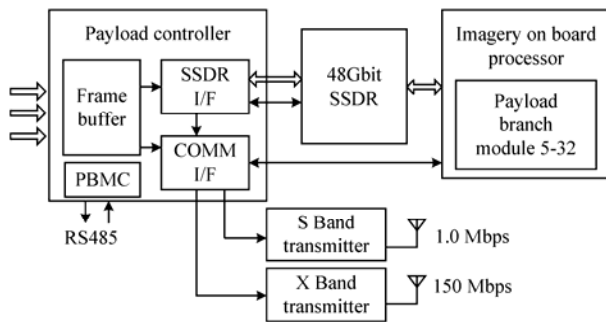 Payload controller
Frame
buffer
SSDR
I/F
COMM
I/F
PBMC
RS485
48Gbit
SSDR
Imagery on board
processor
Payload
branch
module 5-32
S Band
transmitter
1.0 Mbps
X Band
transmitter
150 Mbps